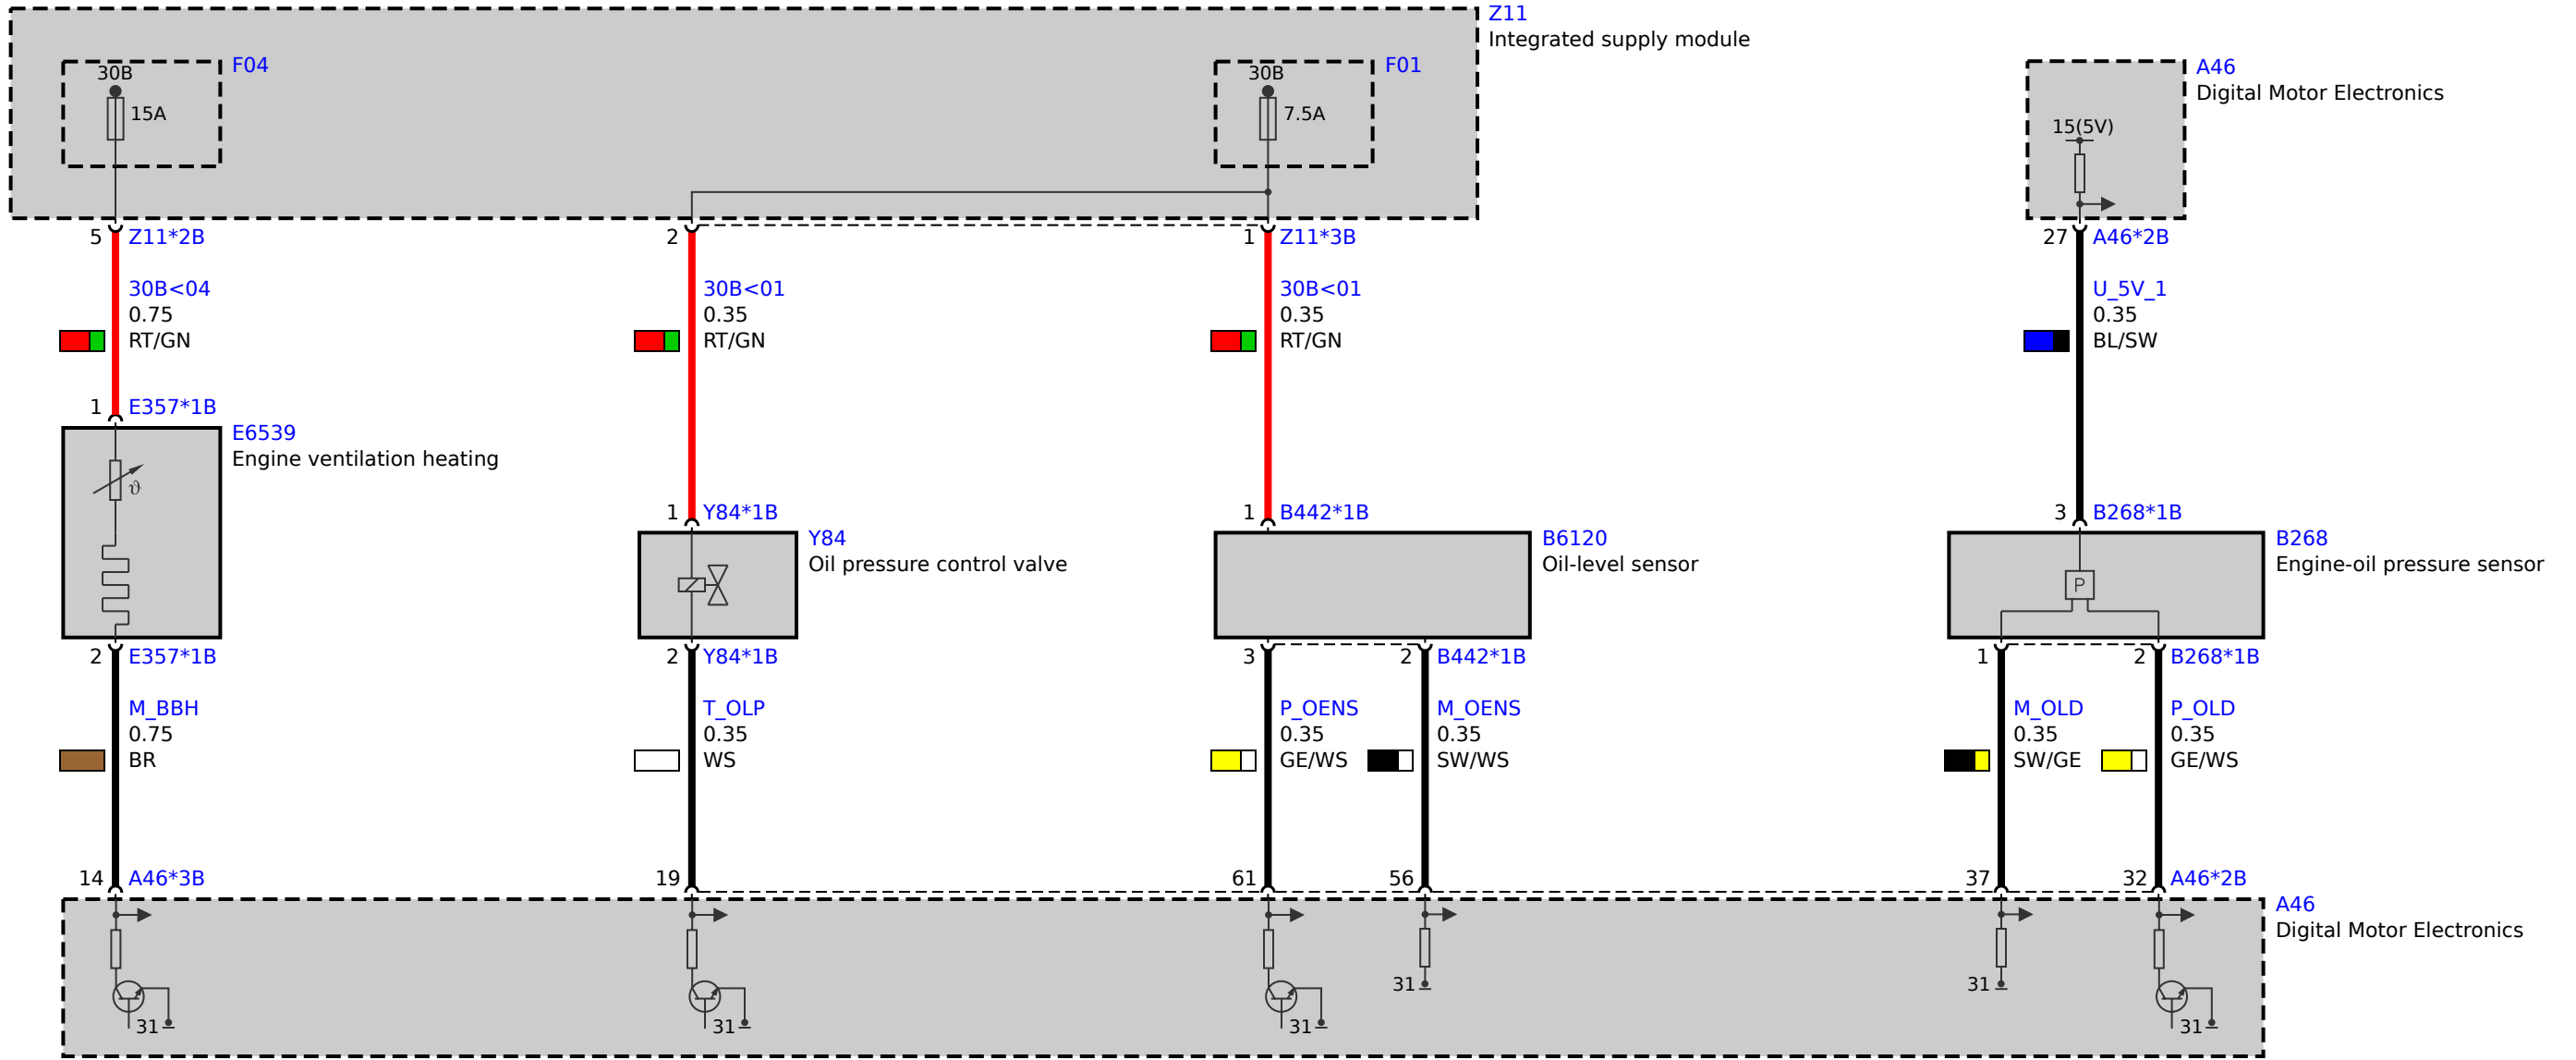 Z11
Integrated supply module
F04
30B
15A
F01
30B
7.5A
A46
Digital Motor Electronics
15(5V)
5 Z11*2B
2
1 Z11*3B
27 A46*2B
30B<04
0.75
RT/GN
30B<01
0.35
RT/GN
30B<01
0.35
RT/GN
U_5V_1
0.35
BL/SW
1 E357*1B
E6539
Engine ventilation heating
ϑ
1 Y84*1B
Y84
Oil pressure control valve
1 B442*1B
B6120
Oil-level sensor
3 B268*1B
B268
Engine-oil pressure sensor
P
2 E357*1B
2 Y84*1B
3
2 B442*1B
1
2 B268*1B
M_BBH
0.75
BR
T_OLP
0.35
WS
P_OENS
0.35
GE/WS
M_OENS
0.35
SW/WS
M_OLD
0.35
SW/GE
P_OLD
0.35
GE/WS
14 A46*3B
19
61
56
37
32 A46*2B
A46
Digital Motor Electronics
31
31
31
31
31
31